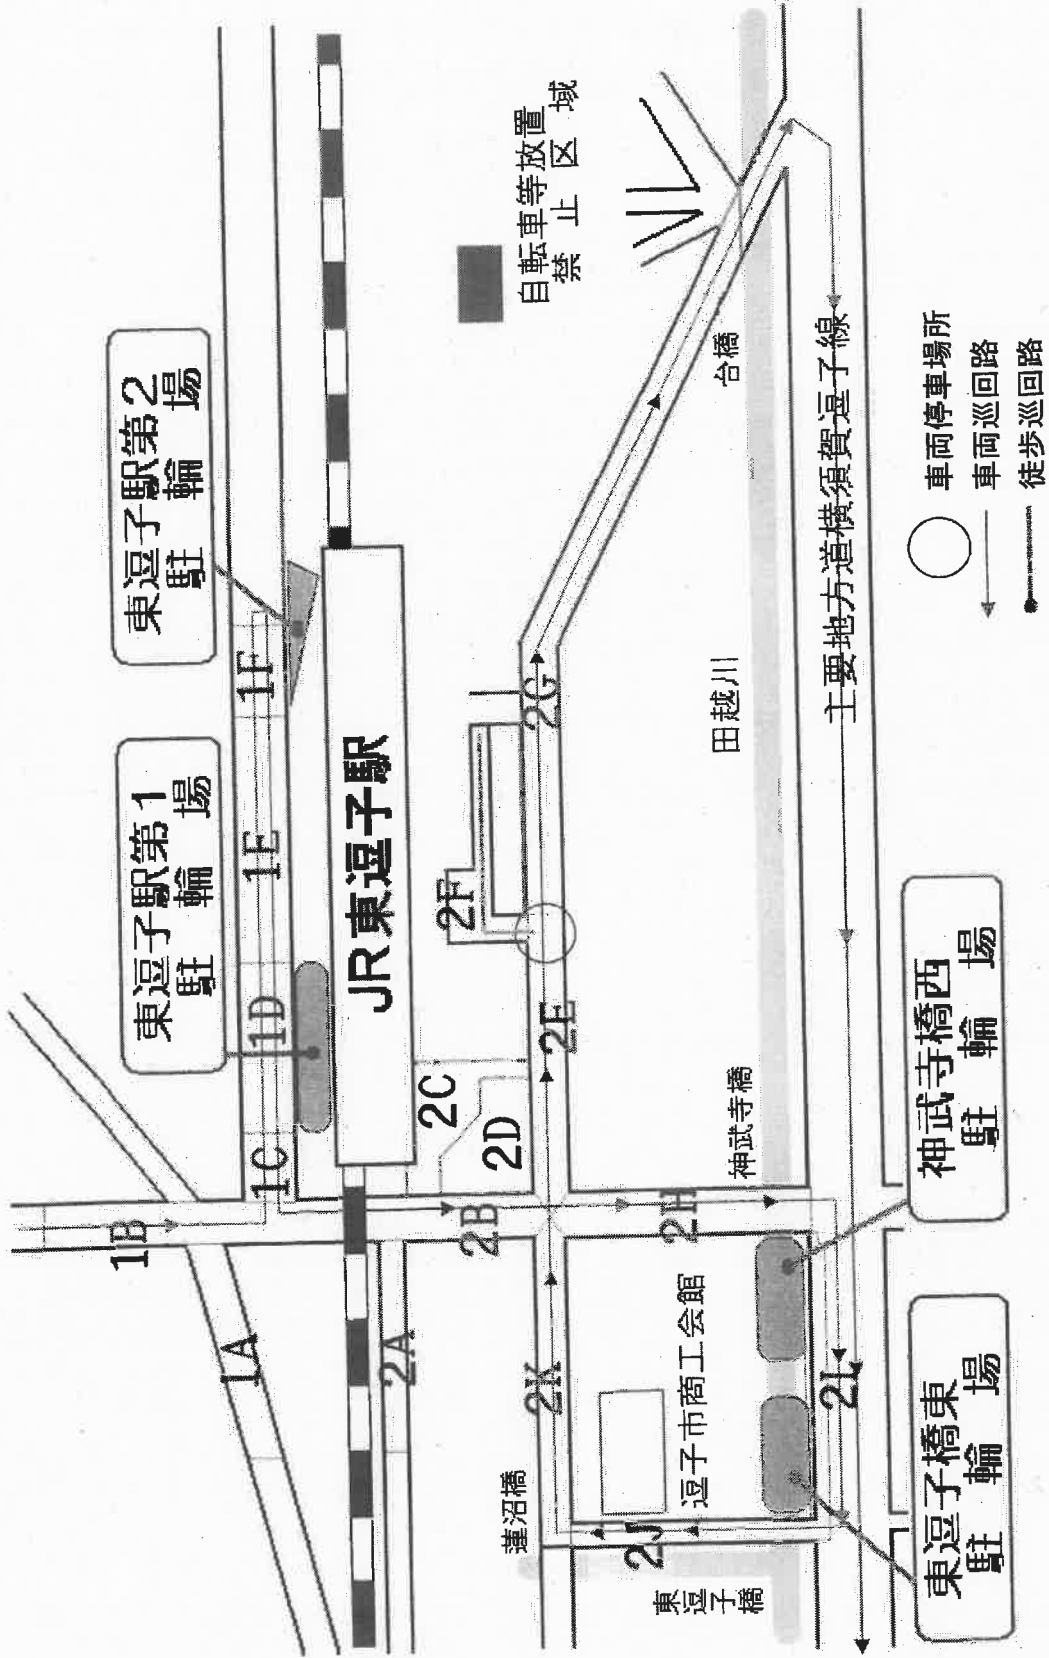 東逗子駅第2
駐輪場
東逗子駅第1
駐輪場
1A
1B
1C
1D
1E
1F
JR東逗子駅
自転車等放置
禁止区域
2A
2B
2C
2D
2E
2F
2G
2H
2I
2J
2K
蓮沼橋
逗子市商工会館
神武寺橋
田越川
台橋
東逗子橋
主要地方道横須賀逗子線
東逗子橋東
駐輪場
神武寺橋西
駐輪場
車両停車場所
車両巡回路
徒歩巡回路